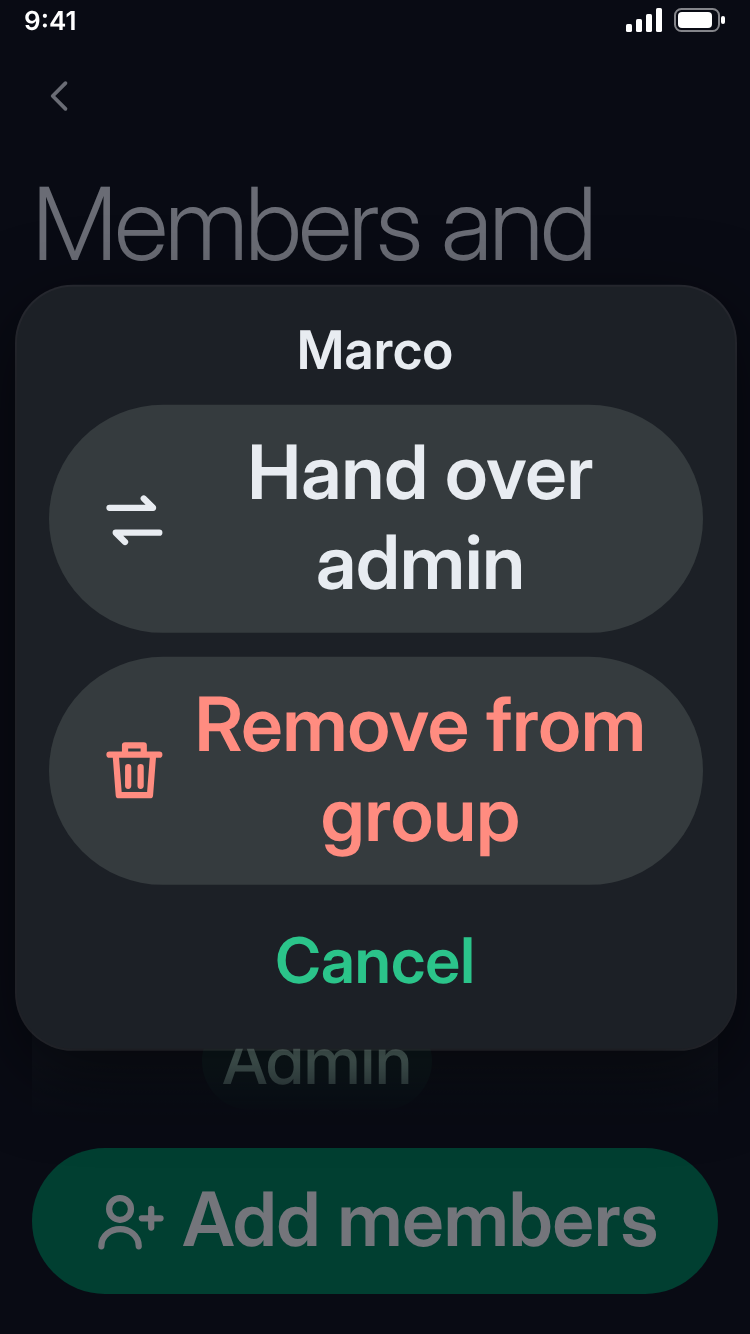 9:41
Members and
Marco
Hand over
admin
Remove from
group
Cancel
Admin
Add members